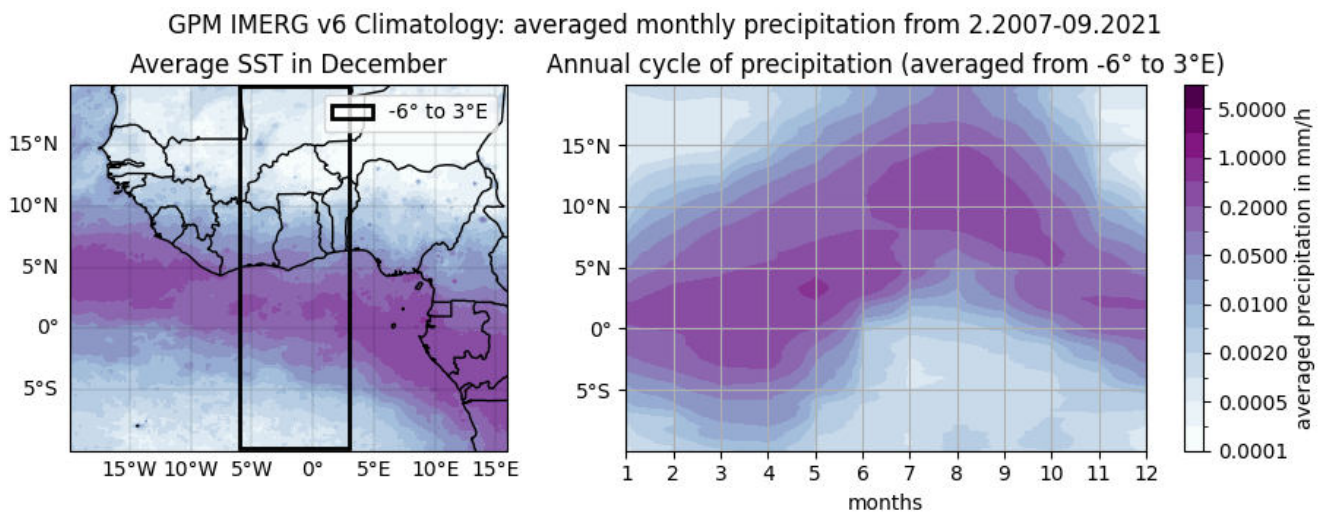 GPM IMERG v6 Climatology: averaged monthly precipitation from 2.2007-09.2021
Average SST in December
Annual cycle of precipitation (averaged from -6° to 3°E)
-6° to 3°E
15°N
10°N
5°N
0°
5°S
15°W 10°W 5°W 0° 5°E 10°E 15°E
15°N
10°N
5°N
0°
5°S
1 2 3 4 5 6 7 8 9 10 11 12
months
5.0000
1.0000
0.2000
0.0500
0.0100
0.0020
0.0005
0.0001
averaged precipitation in mm/h